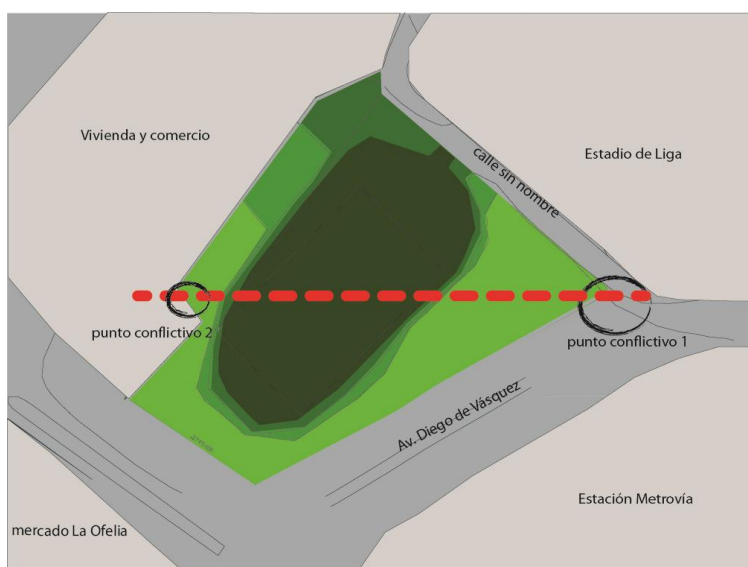 Vivienda y comercio
Estadio de Liga
calle sin nombre
punto conflictivo 2
punto conflictivo 1
Av. Diego de Vásquez
Estación Metrovía
mercado La Ofelia